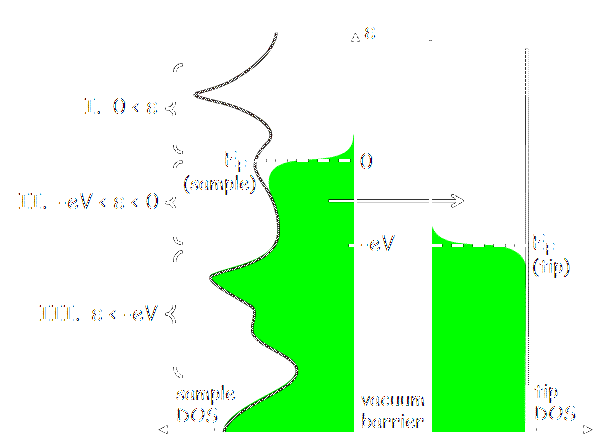 ε
I. 0 < ε <
E_F
(sample)
0
II. -eV < ε < 0
-eV
E_F
(tip)
III. ε < -eV
sample
DOS
vacuum
barrier
tip
DOS